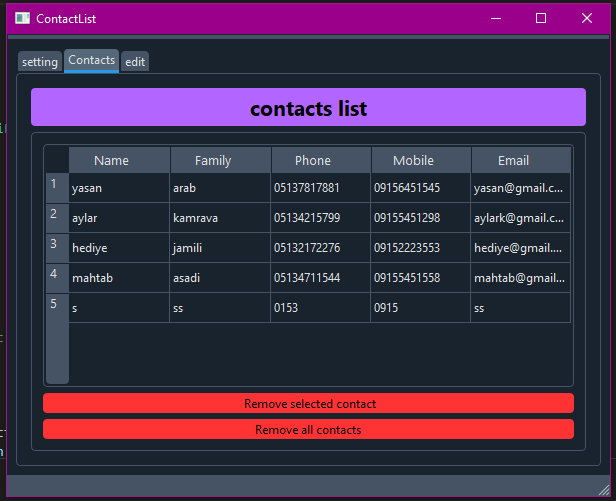 ContactList
setting Contacts edit
contacts list
Name Family Phone Mobile Email
1 yasan arab 05137817881 09156451545 yasan@gmail.c...
2 aylar kamrava 05134215799 09155451298 aylark@gmail.c...
3 hediye jamili 05132172276 09152223553 hediye@gmail....
4 mahtab asadi 05134711544 09155451558 mahtab@gmail...
5 s ss 0153 0915 ss
Remove selected contact
Remove all contacts